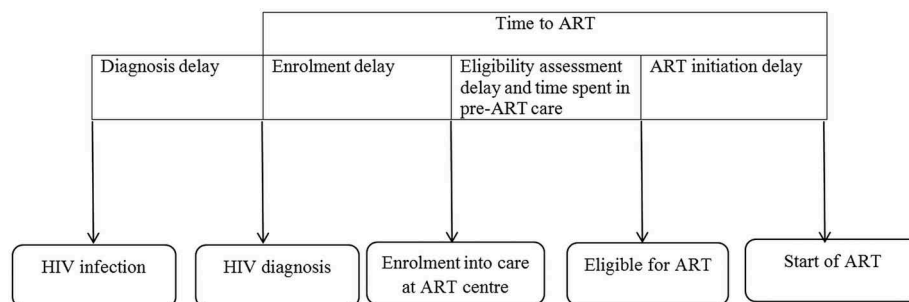 Time to ART
Diagnosis delay
Enrolment delay
Eligibility assessment
delay and time spent in
pre-ART care
ART initiation delay
HIV infection
HIV diagnosis
Enrolment into care
at ART centre
Eligible for ART
Start of ART